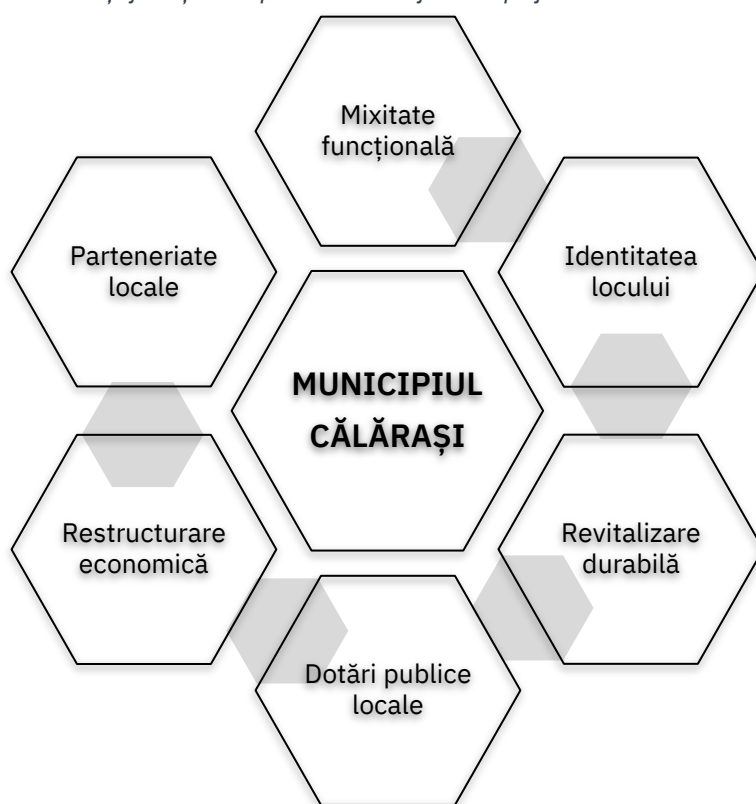 Mixitate
funcțională
Parteneriate
locale
Identitatea
locului
MUNICIPIUL
CĂLĂRAȘI
Restructurare
economică
Revitalizare
durabilă
Dotări publice
locale